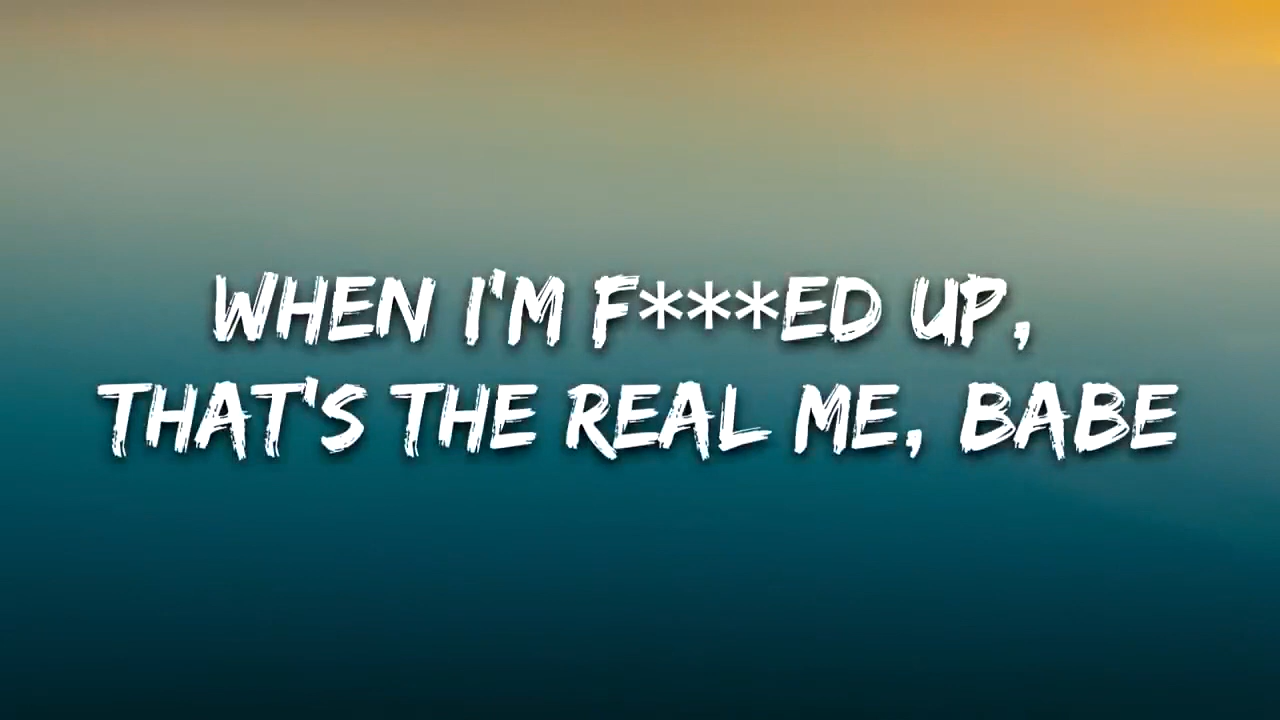 WHEN I'M F***ED UP,
THAT'S THE REAL ME, BABE